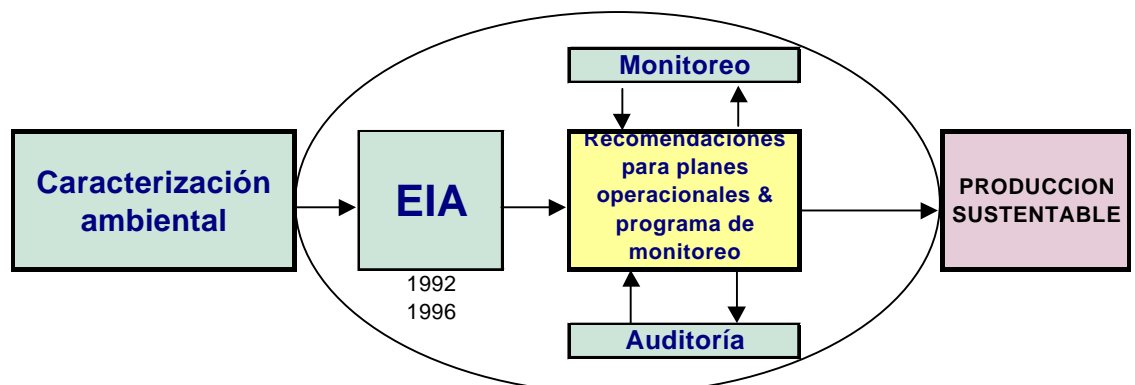 Monitoreo
Caracterización
ambiental
EIA
1992
1996
Recomendaciones
para planes
operacionales &
programa de
monitoreo
Auditoría
PRODUCCION
SUSTENTABLE